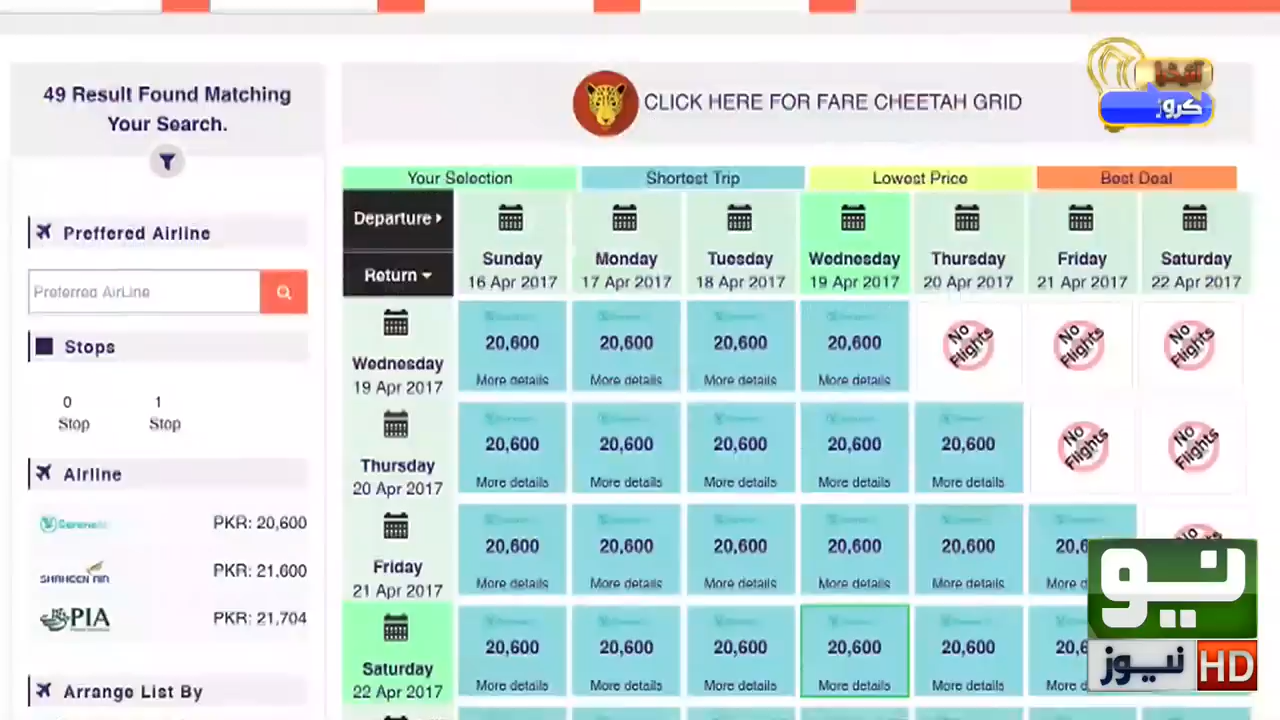 49 Result Found Matching
Your Search.
CLICK HERE FOR FARE CHEETAH GRID
کروڑ
Your Selection Shortest Trip Lowest Price Best Deal
Departure
Return
Sunday Monday Tuesday Wednesday Thursday Friday Saturday
16 Apr 2017 17 Apr 2017 18 Apr 2017 19 Apr 2017 20 Apr 2017 21 Apr 2017 22 Apr 2017
Preffered Airline
Preferred AirLine
Stops
0 1
Stop Stop
Airline
PKR: 20,600
SHAHEEN AIR PKR: 21,600
PIA PKR: 21,704
Arrange List By
Wednesday
19 Apr 2017
20,600 20,600 20,600 20,600 No Flights No Flights No Flights
More details More details More details More details
Thursday
20 Apr 2017
20,600 20,600 20,600 20,600 20,600 No Flights No Flights
More details More details More details More details More details
Friday
21 Apr 2017
20,600 20,600 20,600 20,600 20,600
More details More details More details More details More details
Saturday
22 Apr 2017
20,600 20,600 20,600 20,600 20,600
More details More details More details More details More details
نیو
نیوز HD